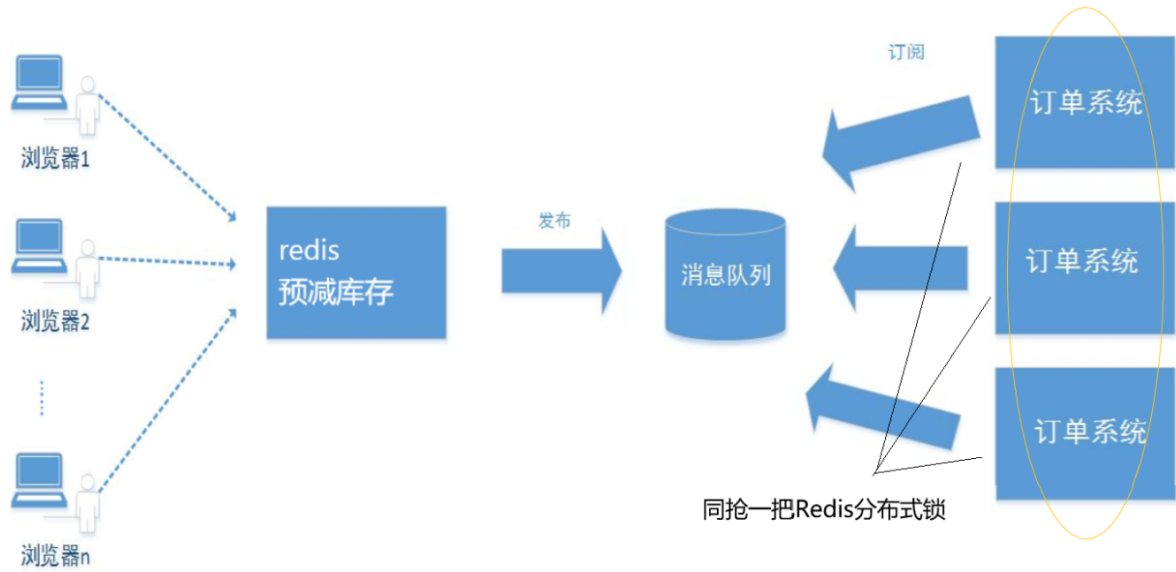 浏览器1
浏览器2
浏览器n
redis
预减库存
发布
消息队列
订阅
订单系统
订单系统
订单系统
同抢一把Redis分布式锁